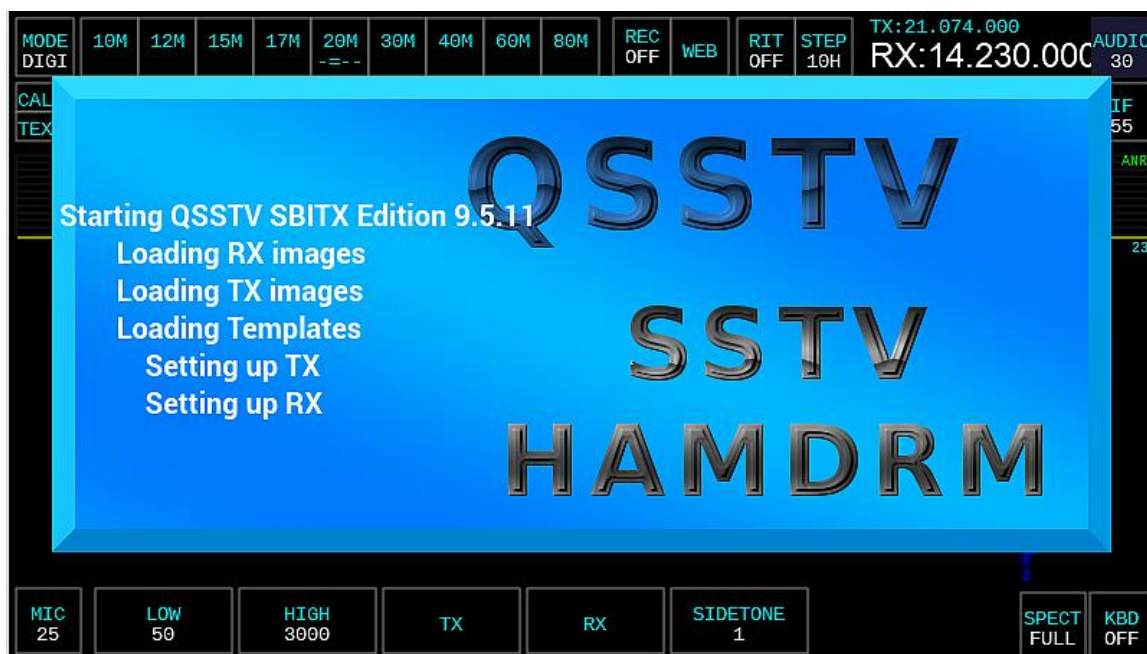 MODE 10M 12M 15M 17M 20M 30M 40M 60M 80M REC WEB RIT STEP TX:21.074.000 AUDIO
DIGI -=-- OFF OFF 10H RX:14.230.000 30
CAL IF
TEX 55
ANR
QSSTV
Starting QSSTV SBITX Edition 9.5.11
Loading RX images
23
Loading TX images
Loading Templates
SSTV
Setting up TX
Setting up RX
HAMDRM
MIC LOW HIGH TX RX SIDETONE SPECT KBD
25 50 3000 1 FULL OFF